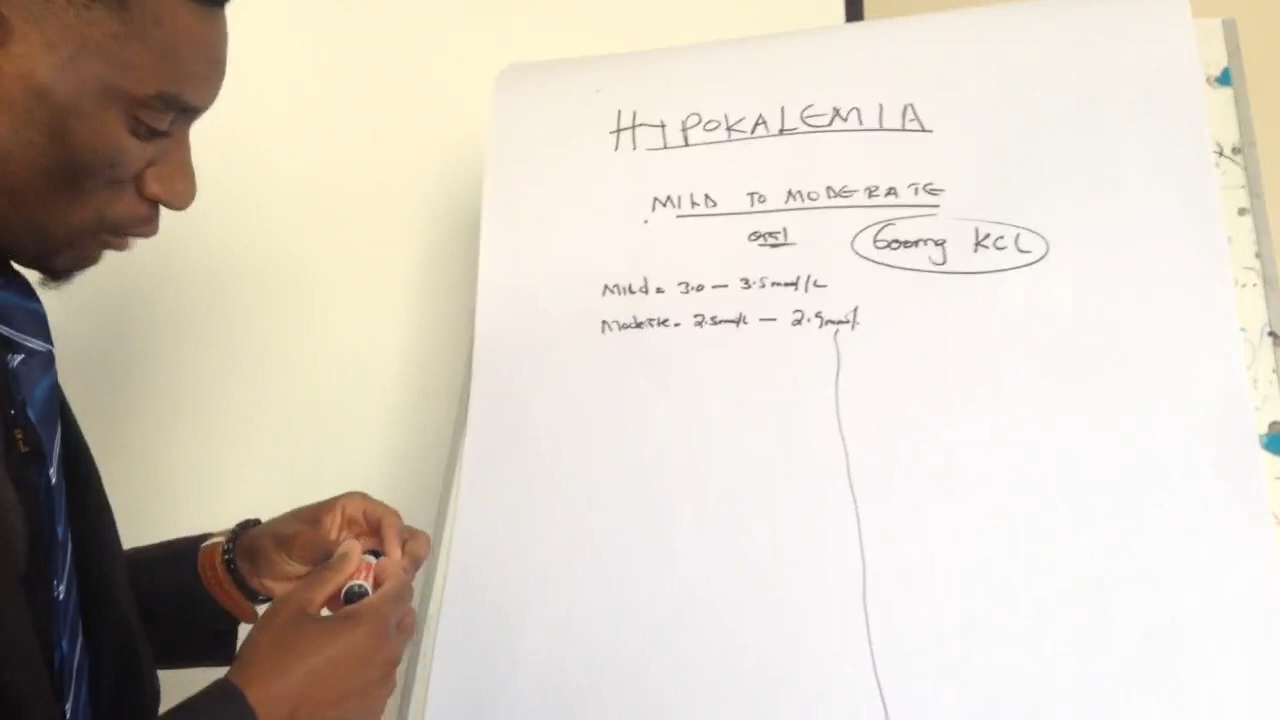 HYPOKALEMIA
MILD TO MODERATE
oral
600mg KCL
Mild = 3.0 — 3.5mmol/L
Moderate = 2.5mmol/L — 2.9mmol/L